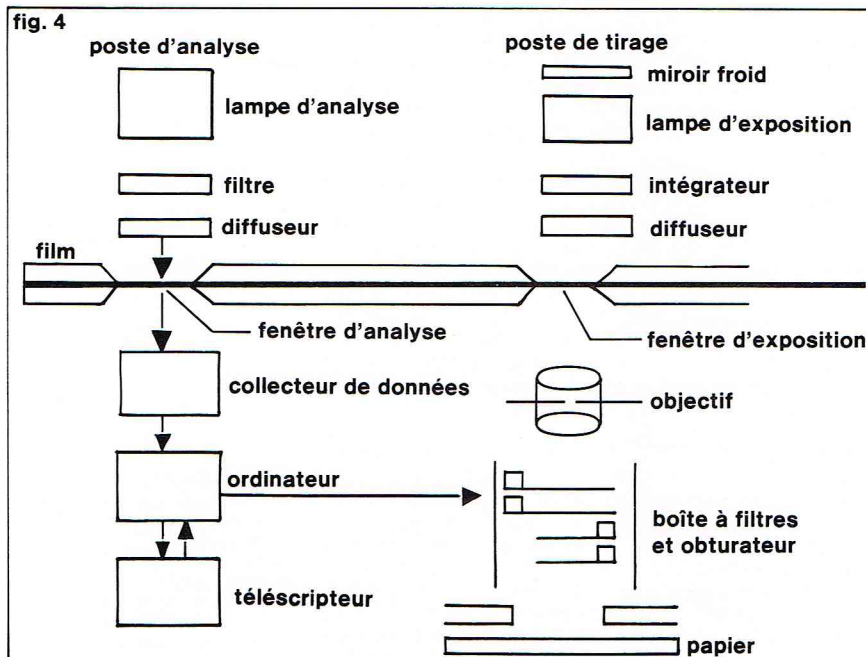 fig. 4
poste d'analyse
lampe d'analyse
filtre
diffuseur
film
fenêtre d'analyse
collecteur de données
ordinateur
téléscripteur
poste de tirage
miroir froid
lampe d'exposition
intégrateur
diffuseur
fenêtre d'exposition
objectif
boîte à filtres
et obturateur
papier